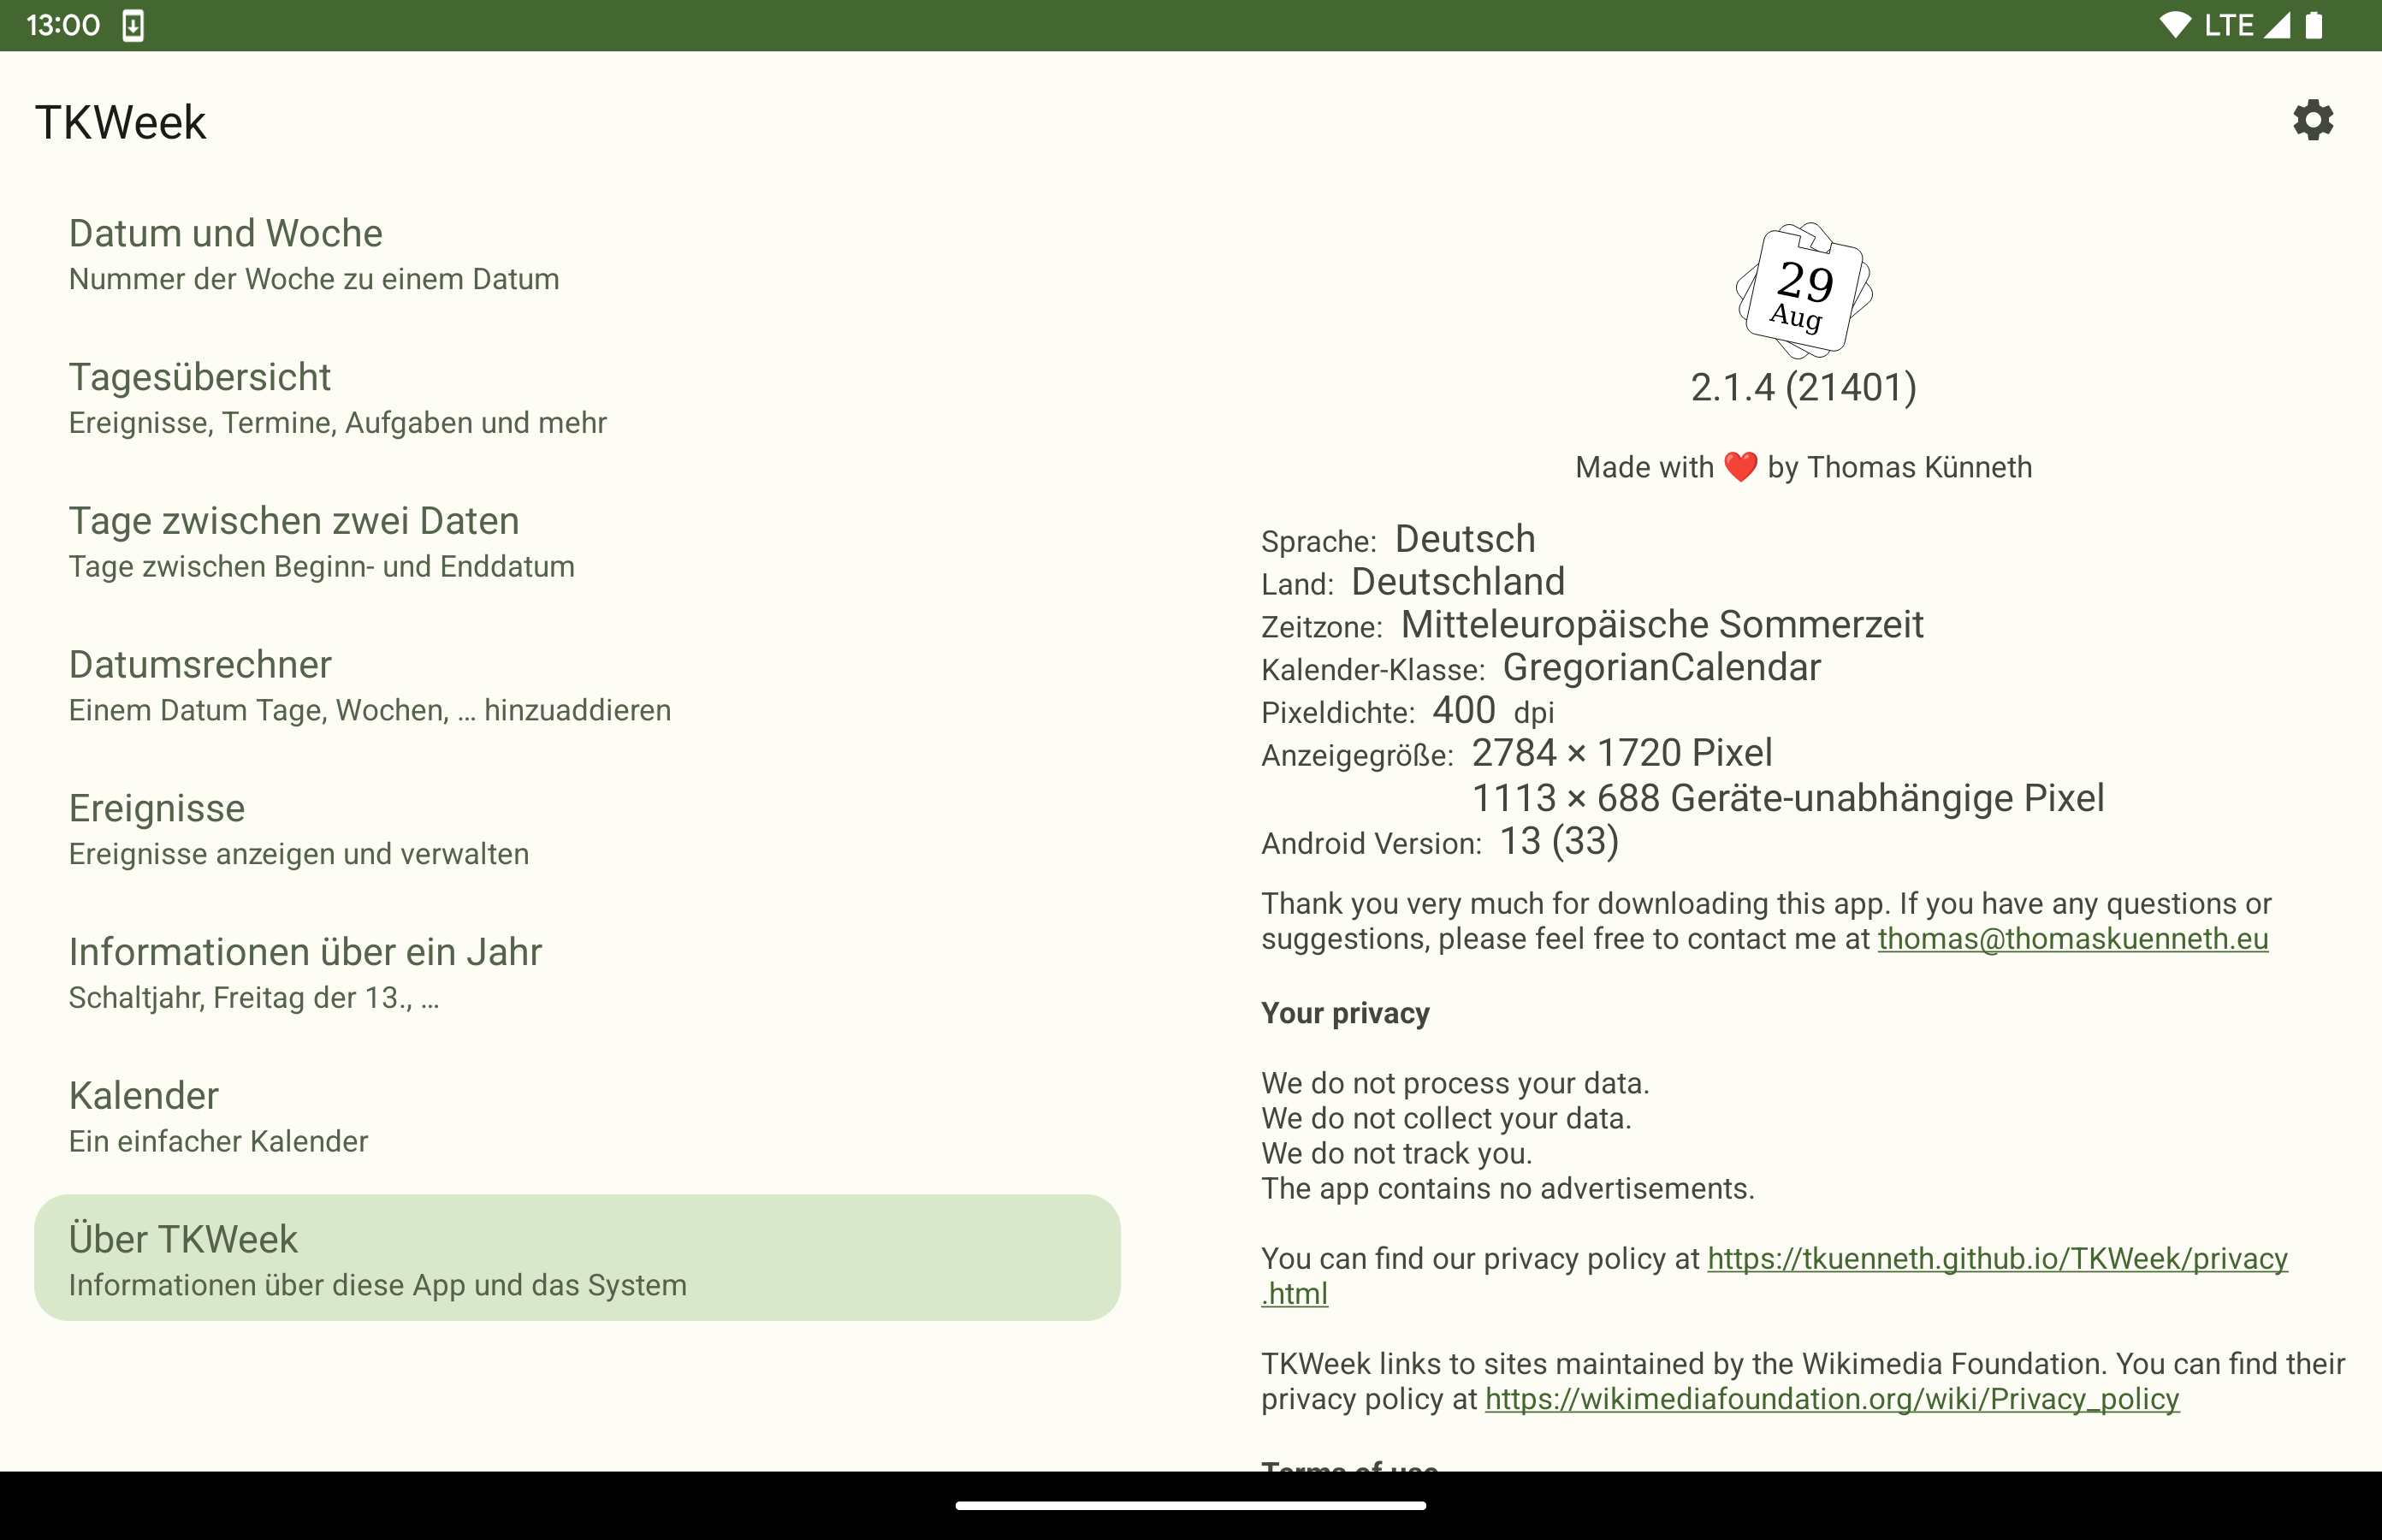 13:00
LTE
TKWeek
Datum und Woche
Nummer der Woche zu einem Datum
Tagesübersicht
Ereignisse, Termine, Aufgaben und mehr
Tage zwischen zwei Daten
Tage zwischen Beginn- und Enddatum
Datumsrechner
Einem Datum Tage, Wochen, … hinzuaddieren
Ereignisse
Ereignisse anzeigen und verwalten
Informationen über ein Jahr
Schaltjahr, Freitag der 13., …
Kalender
Ein einfacher Kalender
Über TKWeek
Informationen über diese App und das System
29
Aug
2.1.4 (21401)
Made with ❤️ by Thomas Künneth
Sprache: Deutsch
Land: Deutschland
Zeitzone: Mitteleuropäische Sommerzeit
Kalender-Klasse: GregorianCalendar
Pixeldichte: 400 dpi
Anzeigegröße: 2784 × 1720 Pixel
1113 × 688 Geräte-unabhängige Pixel
Android Version: 13 (33)
Thank you very much for downloading this app. If you have any questions or
suggestions, please feel free to contact me at thomas@thomaskuenneth.eu
Your privacy
We do not process your data.
We do not collect your data.
We do not track you.
The app contains no advertisements.
You can find our privacy policy at https://tkuenneth.github.io/TKWeek/privacy
.html
TKWeek links to sites maintained by the Wikimedia Foundation. You can find their
privacy policy at https://wikimediafoundation.org/wiki/Privacy_policy
Terms of use